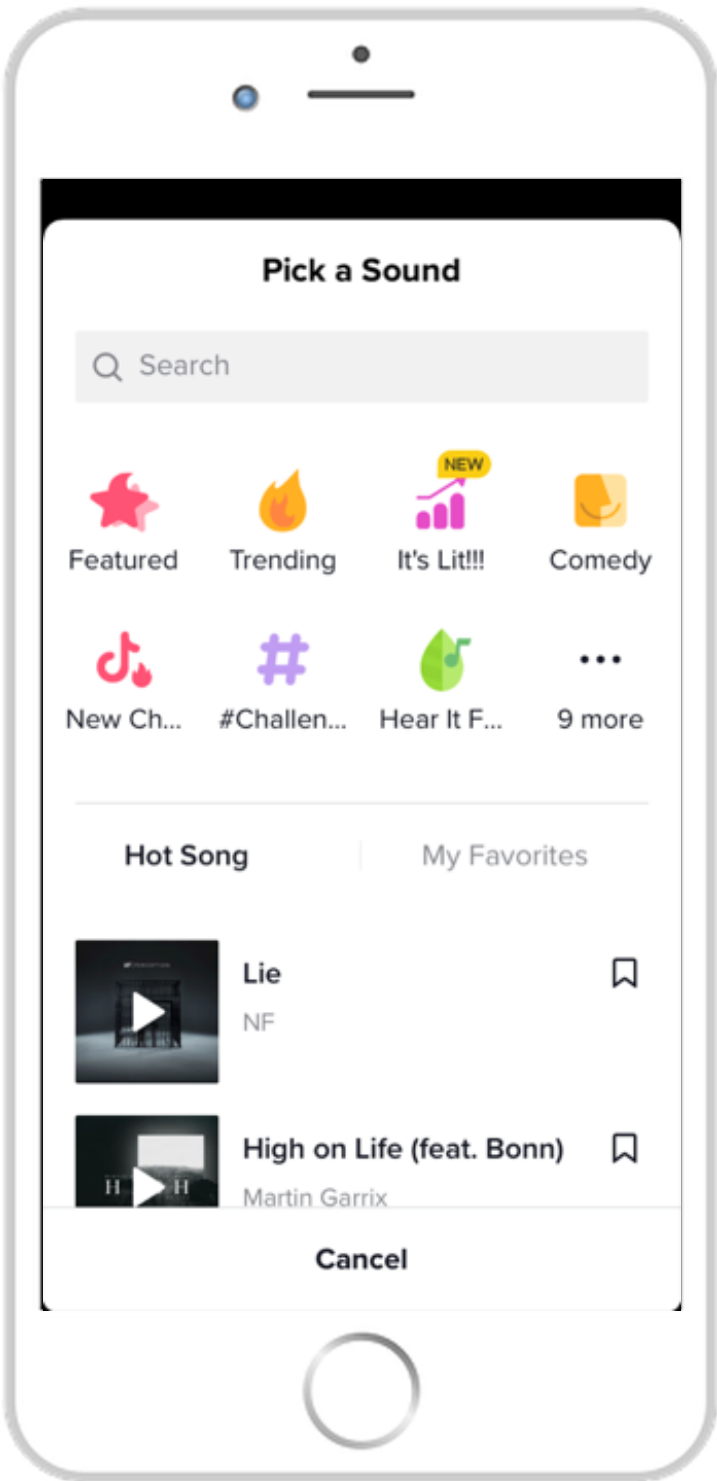 Pick a Sound
Search
NEW
Featured Trending It's Lit!!! Comedy
New Ch... #Challen... Hear It F... 9 more
Hot Song My Favorites
Lie
NF
High on Life (feat. Bonn)
H H
Martin Garrix
Cancel